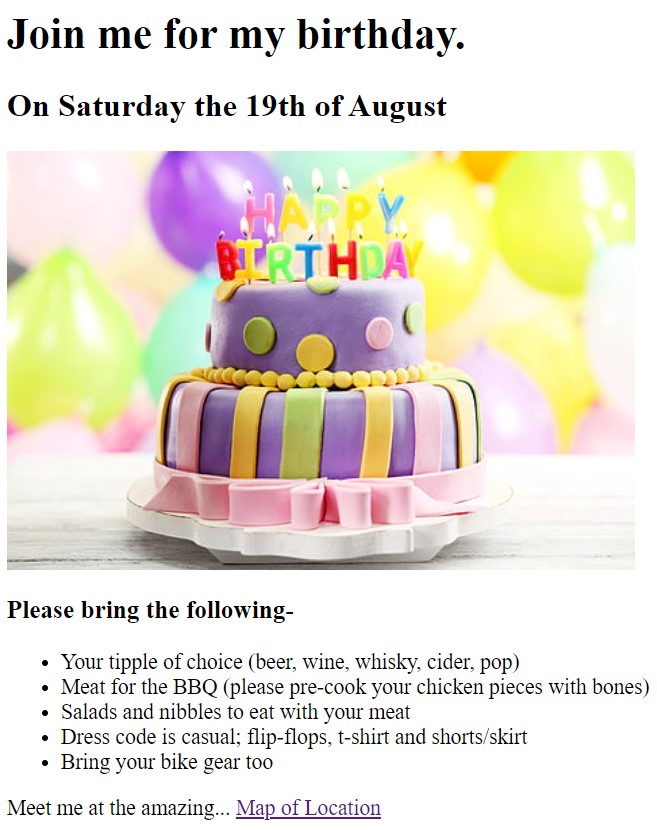 Join me for my birthday.
On Saturday the 19th of August
HAPPY
BIRTHDAY
Please bring the following-
Your tipple of choice (beer, wine, whisky, cider, pop)
Meat for the BBQ (please pre-cook your chicken pieces with bones)
Salads and nibbles to eat with your meat
Dress code is casual; flip-flops, t-shirt and shorts/skirt
Bring your bike gear too
Meet me at the amazing... Map of Location